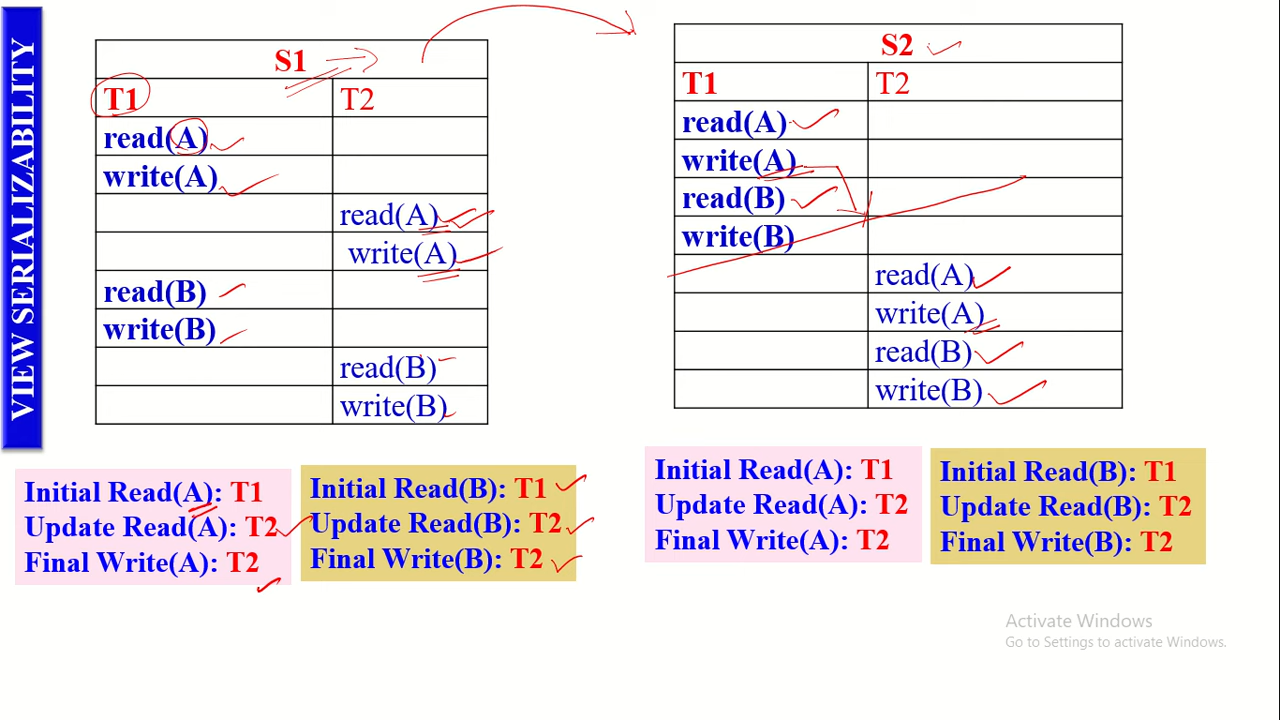 VIEW SERIALIZABILITY
S1
T1 T2
read(A)
write(A)
read(A)
write(A)
read(B)
write(B)
read(B)
write(B)
Initial Read(A): T1
Update Read(A): T2
Final Write(A): T2
Initial Read(B): T1
Update Read(B): T2
Final Write(B): T2
S2
T1 T2
read(A)
write(A)
read(B)
write(B)
read(A)
write(A)
read(B)
write(B)
Initial Read(A): T1
Update Read(A): T2
Final Write(A): T2
Initial Read(B): T1
Update Read(B): T2
Final Write(B): T2
Activate Windows
Go to Settings to activate Windows.